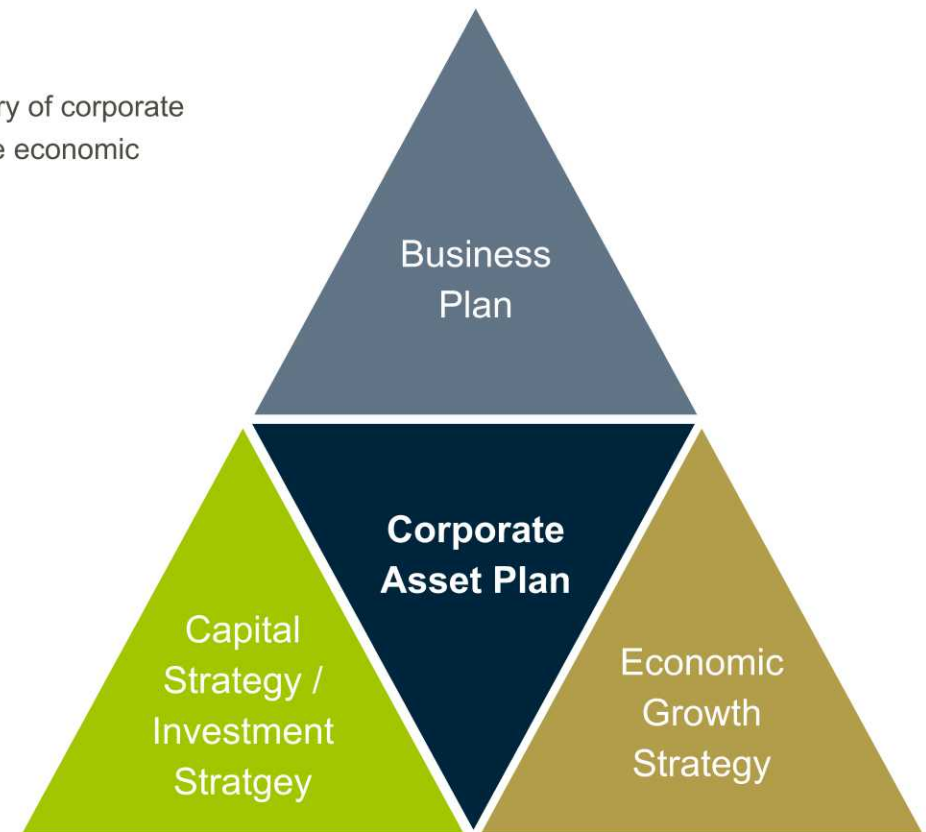 ry of corporate
e economic
Business
Plan
Corporate
Asset Plan
Capital
Strategy /
Investment
Stratgey
Economic
Growth
Strategy